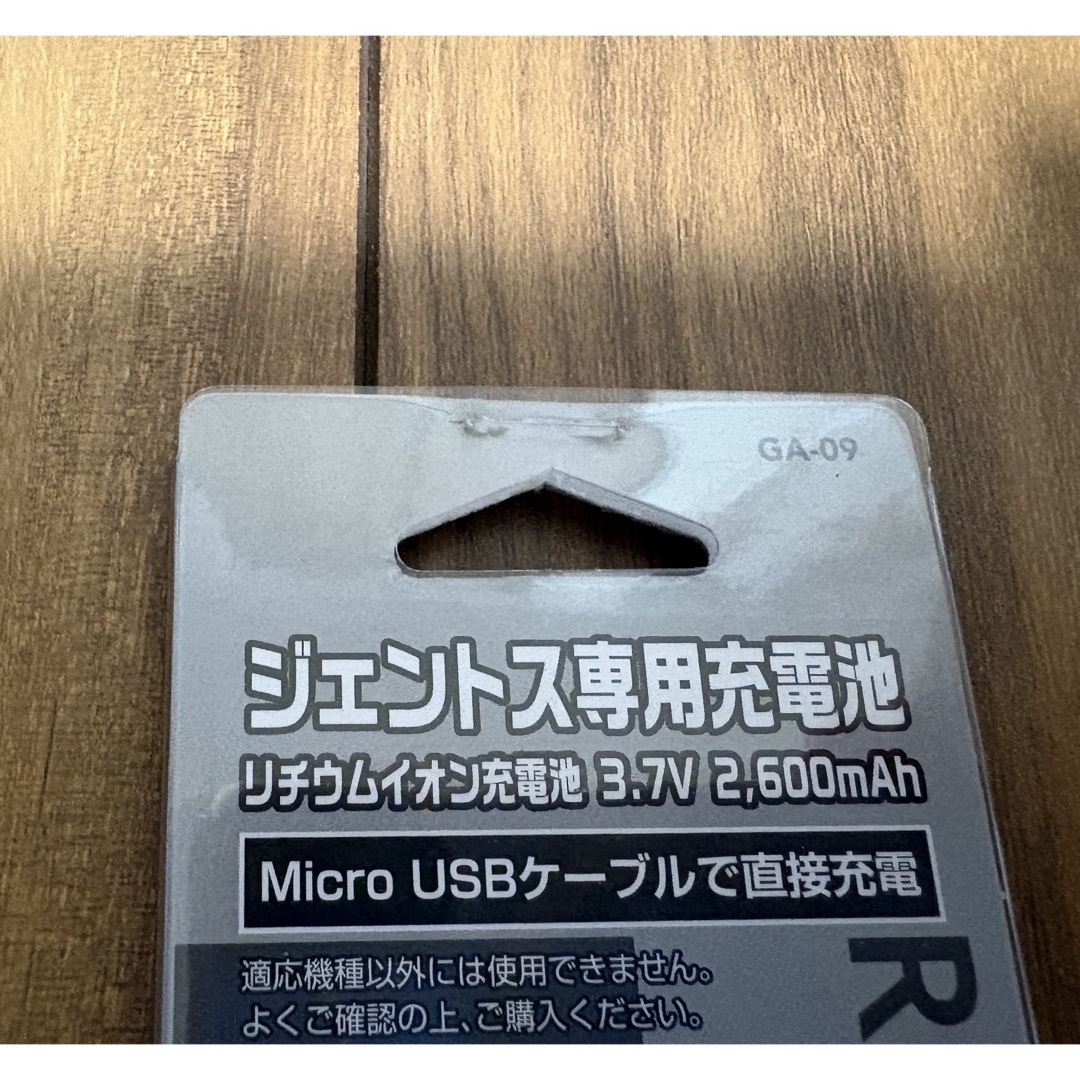 GA-09
ジェントス専用充電池
リチウムイオン充電池 3.7V 2,600mAh
Micro USBケーブルで直接充電
適応機種以外には使用できません。
よくご確認の上、ご購入ください。
R